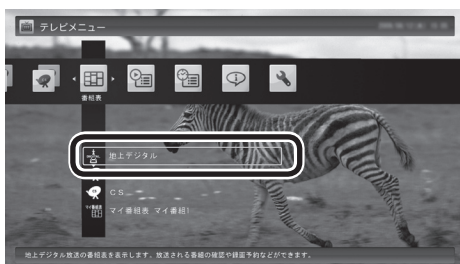 テレビメニュー
番組表
地上デジタル
CS
マイ番組表 マイ番組1
地上デジタル放送の番組表を表示します。放送される番組の確認や録画予約などができます。